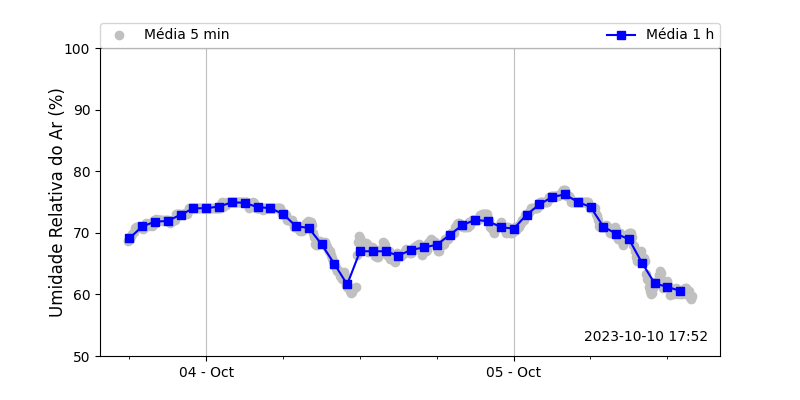 Média 5 min
Média 1 h
Umidade Relativa do Ar (%)
100
90
80
70
60
50
2023-10-10 17:52
04 - Oct
05 - Oct